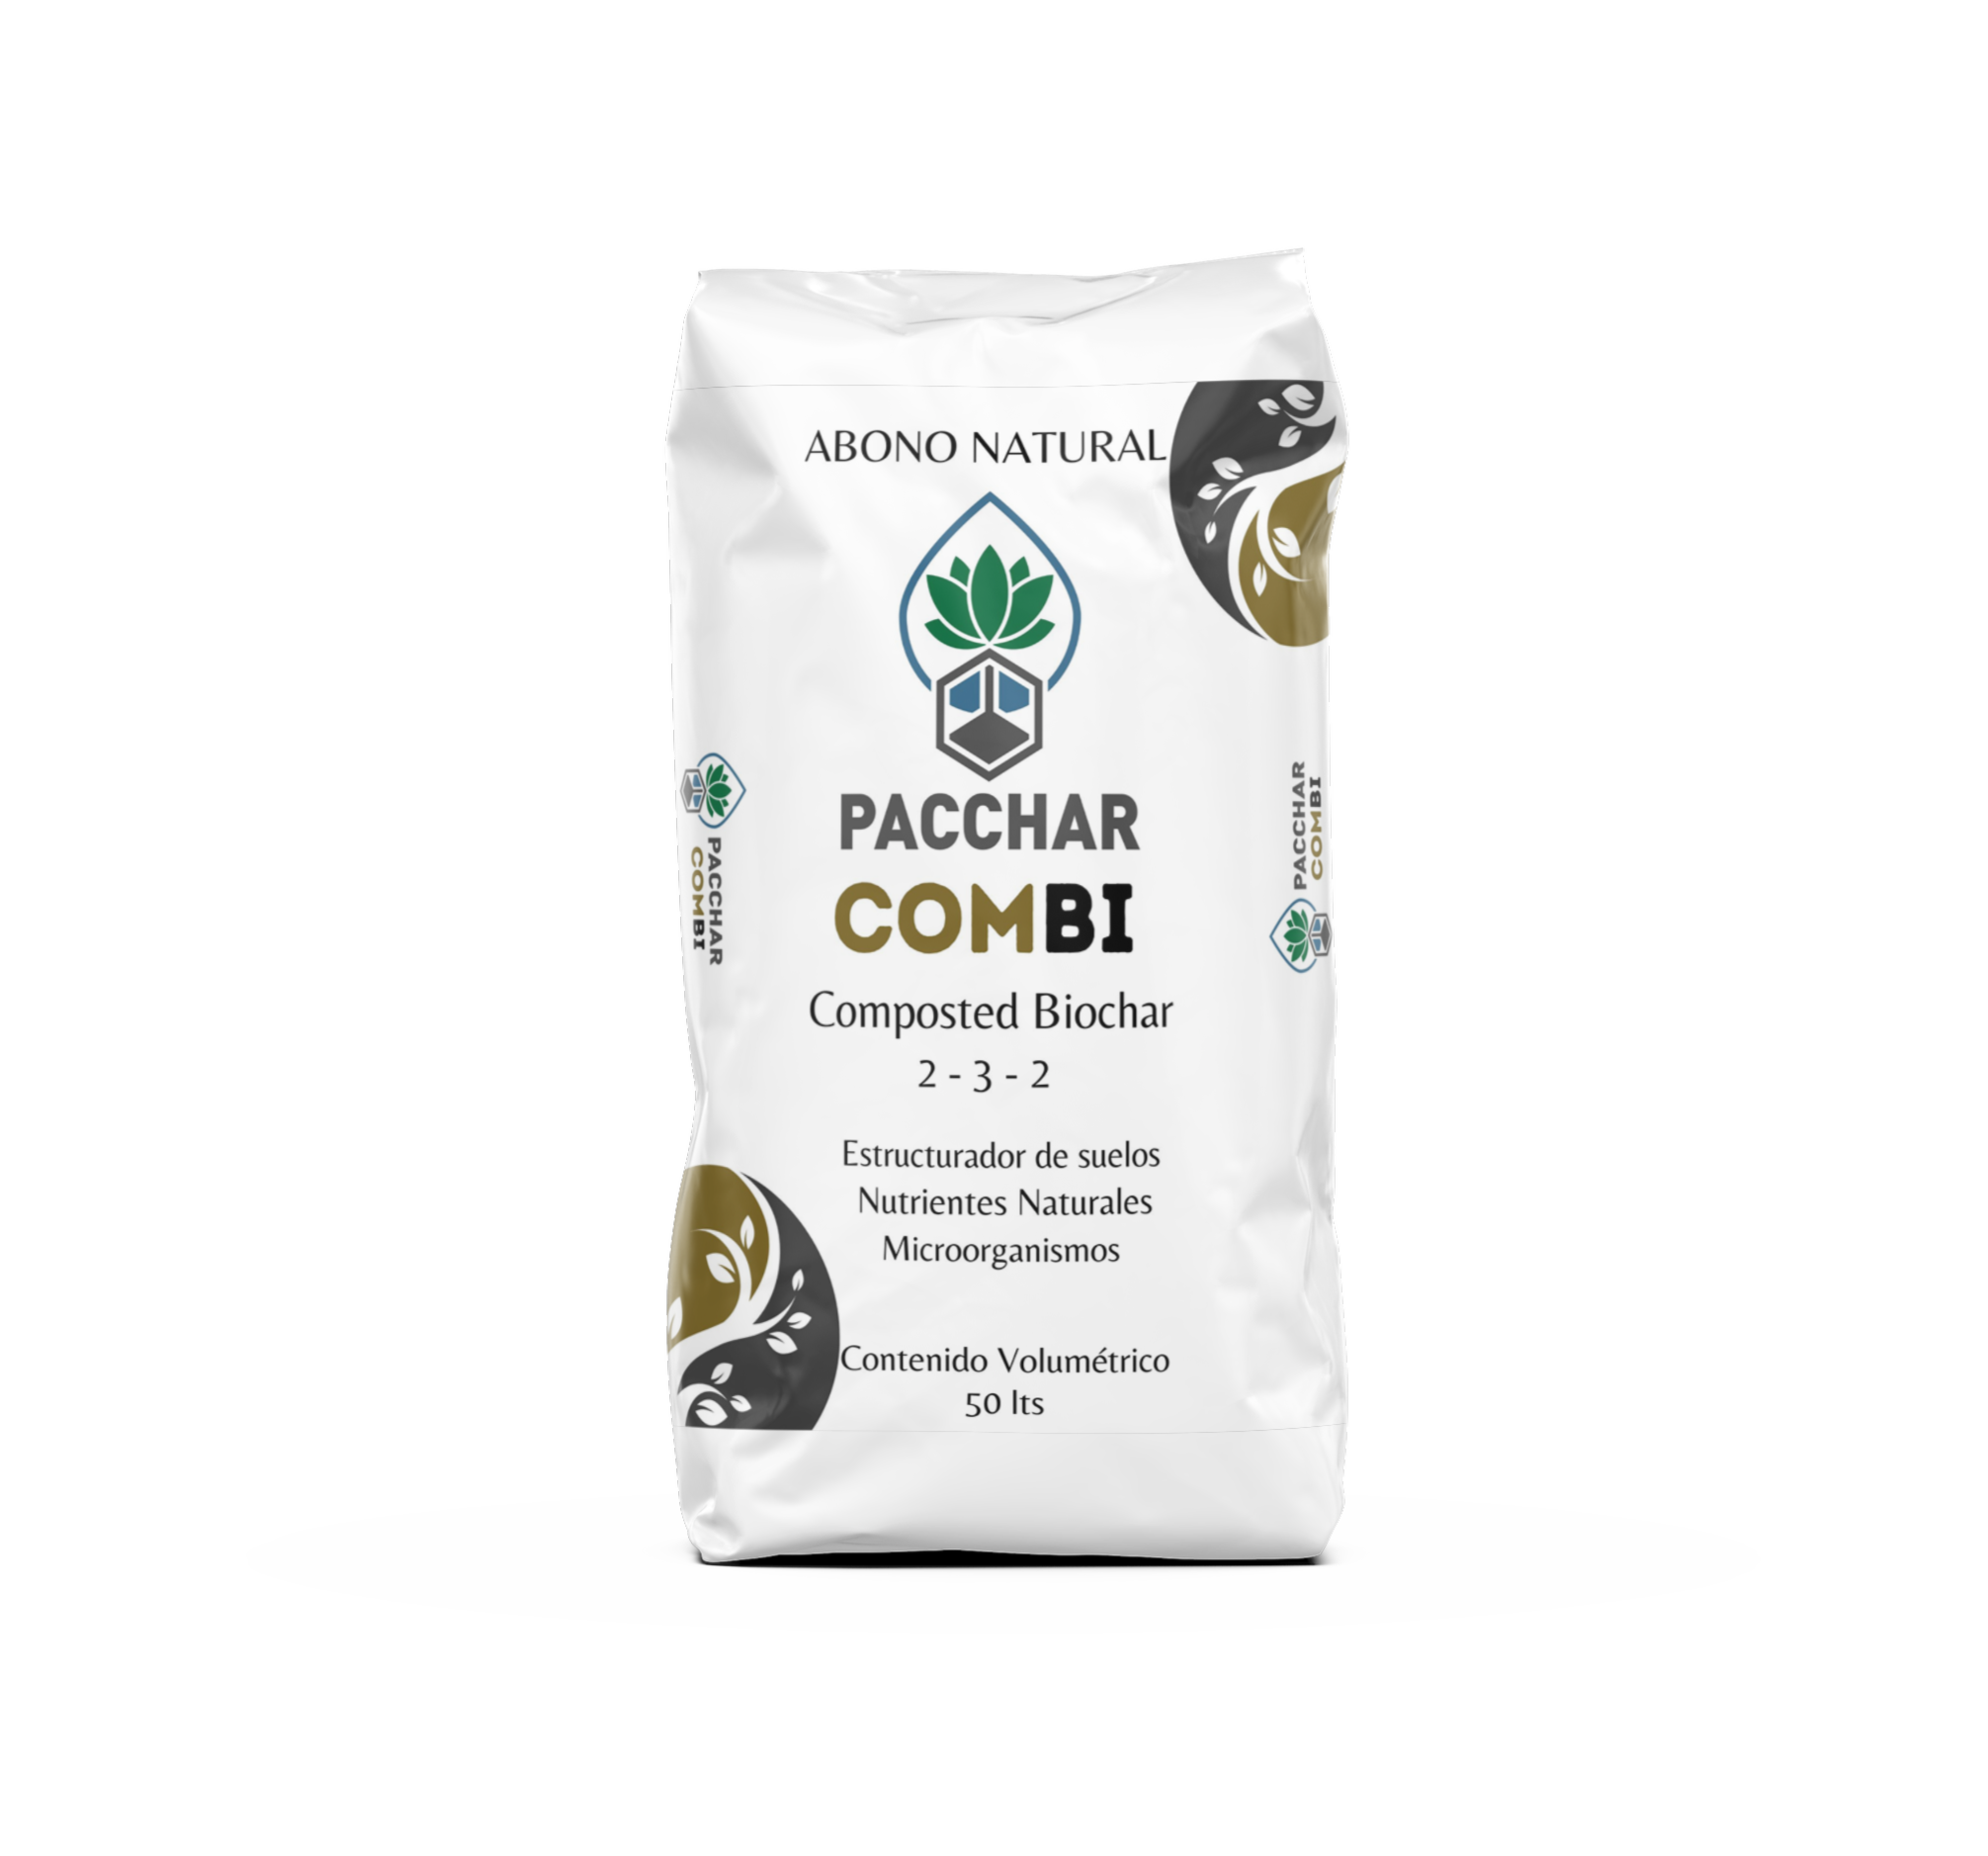 ABONO NATURAL
PACCHAR
COMBI
Composted Biochar
2 - 3 - 2
Estructurador de suelos
Nutrientes Naturales
Microorganismos
Contenido Volumétrico
50 lts
PACCHAR
COMBI
PACCHAR
COMBI